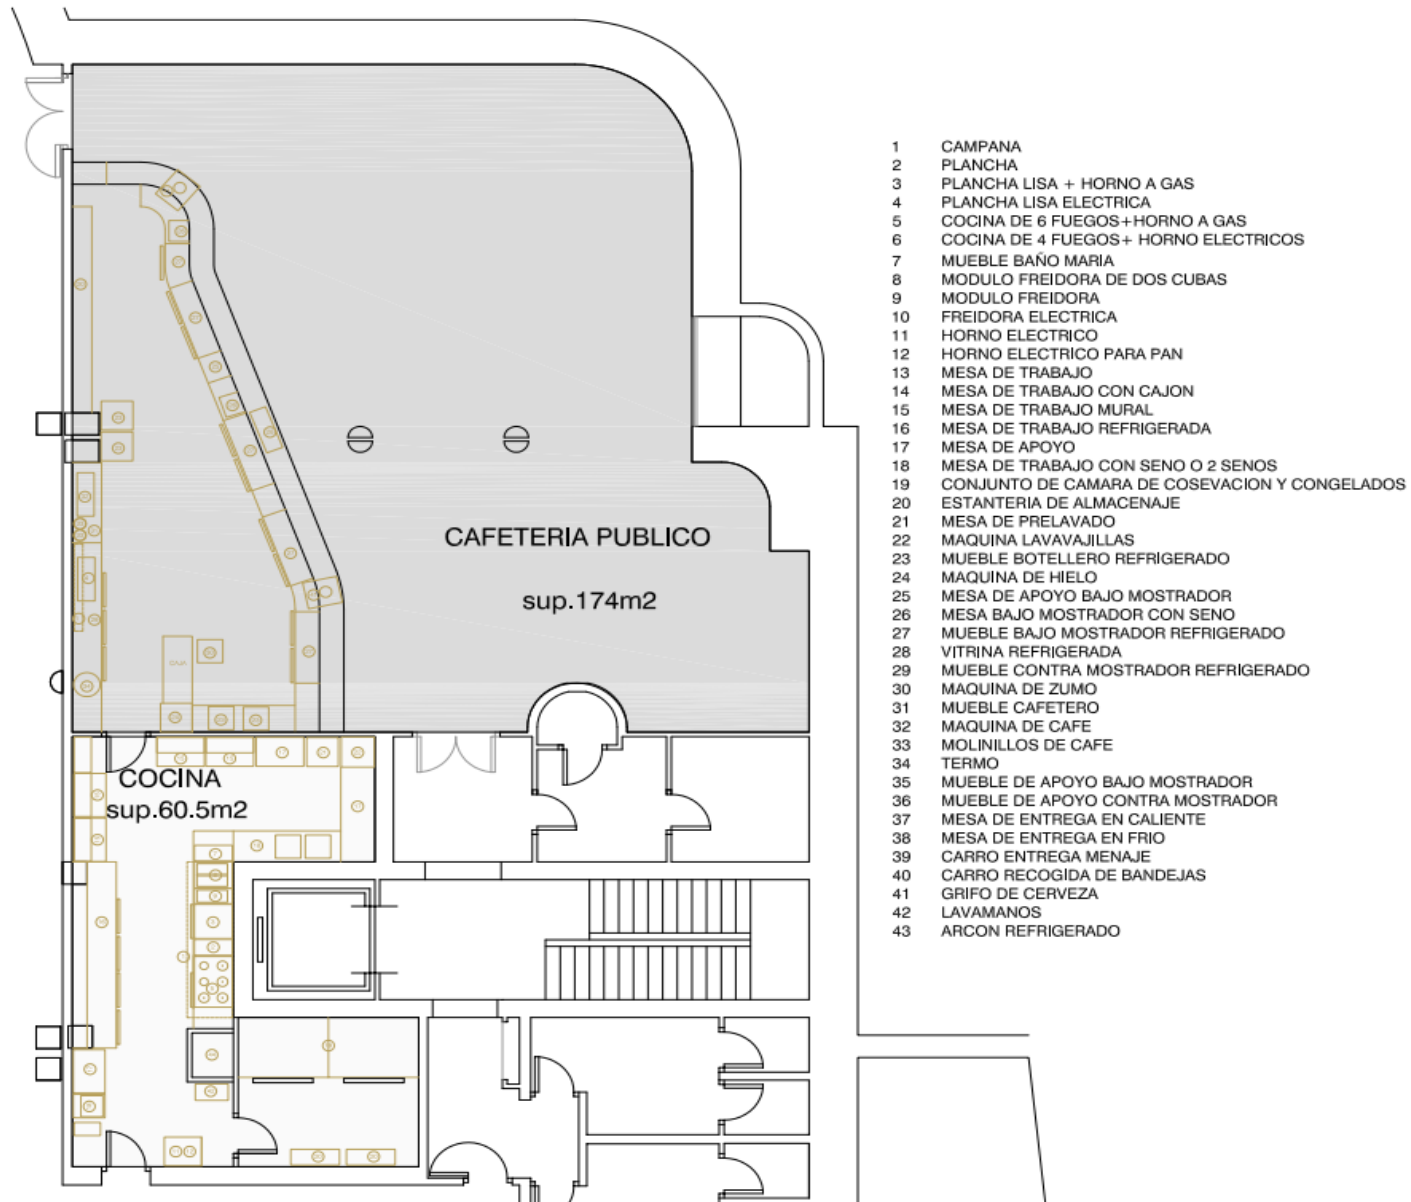 CAFETERIA PUBLICO
sup.174m2
COCINA
sup.60.5m2
1 CAMPANA
2 PLANCHA
3 PLANCHA LISA + HORNO A GAS
4 PLANCHA LISA ELECTRICA
5 COCINA DE 6 FUEGOS+HORNO A GAS
6 COCINA DE 4 FUEGOS+ HORNO ELECTRICOS
7 MUEBLE BAÑO MARIA
8 MODULO FREIDORA DE DOS CUBAS
9 MODULO FREIDORA
10 FREIDORA ELECTRICA
11 HORNO ELECTRICO
12 HORNO ELECTRICO PARA PAN
13 MESA DE TRABAJO
14 MESA DE TRABAJO CON CAJON
15 MESA DE TRABAJO MURAL
16 MESA DE TRABAJO REFRIGERADA
17 MESA DE APOYO
18 MESA DE TRABAJO CON SENO O 2 SENOS
19 CONJUNTO DE CAMARA DE COSEVACION Y CONGELADOS
20 ESTANTERIA DE ALMACENAJE
21 MESA DE PRELAVADO
22 MAQUINA LAVAVAJILLAS
23 MUEBLE BOTELLERO REFRIGERADO
24 MAQUINA DE HIELO
25 MESA DE APOYO BAJO MOSTRADOR
26 MESA BAJO MOSTRADOR CON SENO
27 MUEBLE BAJO MOSTRADOR REFRIGERADO
28 VITRINA REFRIGERADA
29 MUEBLE CONTRA MOSTRADOR REFRIGERADO
30 MAQUINA DE ZUMO
31 MUEBLE CAFETERO
32 MAQUINA DE CAFE
33 MOLINILLOS DE CAFE
34 TERMO
35 MUEBLE DE APOYO BAJO MOSTRADOR
36 MUEBLE DE APOYO CONTRA MOSTRADOR
37 MESA DE ENTREGA EN CALIENTE
38 MESA DE ENTREGA EN FRIO
39 CARRO ENTREGA MENAJE
40 CARRO RECOGIDA DE BANDEJAS
41 GRIFO DE CERVEZA
42 LAVAMANOS
43 ARCON REFRIGERADO